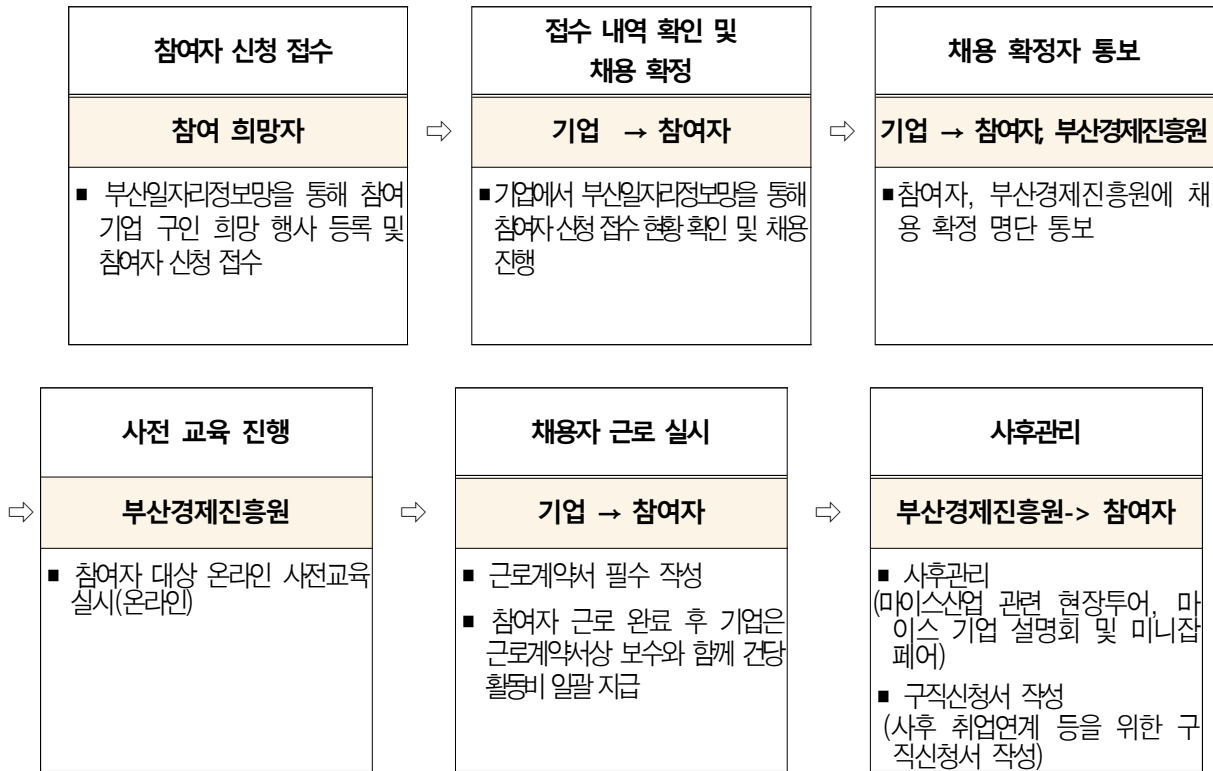 참여자 신청 접수
참여 희망자
■ 부산일자리정보망을 통해 참여
기업 구인 희망 행사 등록 및
참여자 신청 접수
⇨
접수 내역 확인 및
채용 확정
기업 → 참여자
■기업에서 부산일자리정보망을 통해
참여자 신청 접수 현황 확인 및 채용
진행
⇨
채용 확정자 통보
기업 → 참여자, 부산경제진흥원
■참여자, 부산경제진흥원에 채
용 확정 명단 통보
⇨
사전 교육 진행
부산경제진흥원
■ 참여자 대상 온라인 사전교육
실시(온라인)
⇨
채용자 근로 실시
기업 → 참여자
■ 근로계약서 필수 작성
■ 참여자 근로 완료 후 기업은
근로계약서상 보수와 함께 건당
활동비 일괄 지급
⇨
사후관리
부산경제진흥원-> 참여자
■ 사후관리
(마이스산업 관련 현장투어, 마
이스 기업 설명회 및 미니잡
페어)
■ 구직신청서 작성
(사후 취업연계 등을 위한 구
직신청서 작성)